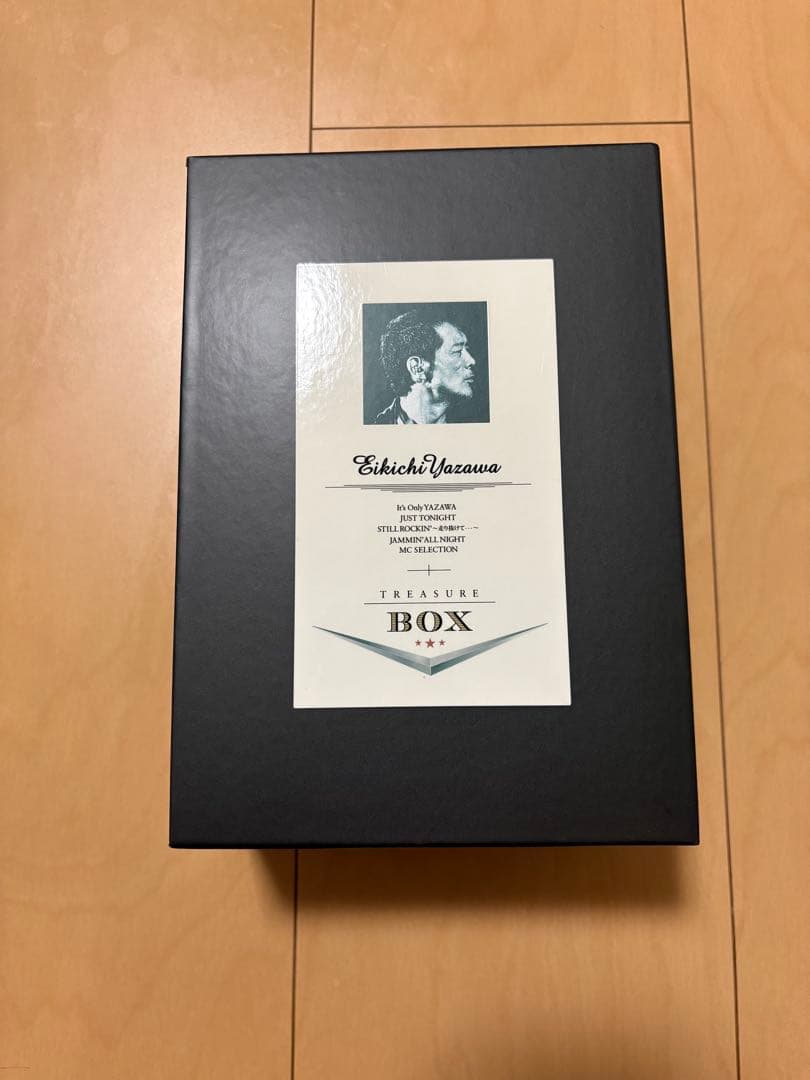 Eikichi Yazawa
It's Only YAZAWA
JUST TONIGHT
STILL ROCKIN' ～走り抜けて・・・～
JAMMIN' ALL NIGHT
MC SELECTION
TREASURE
BOX